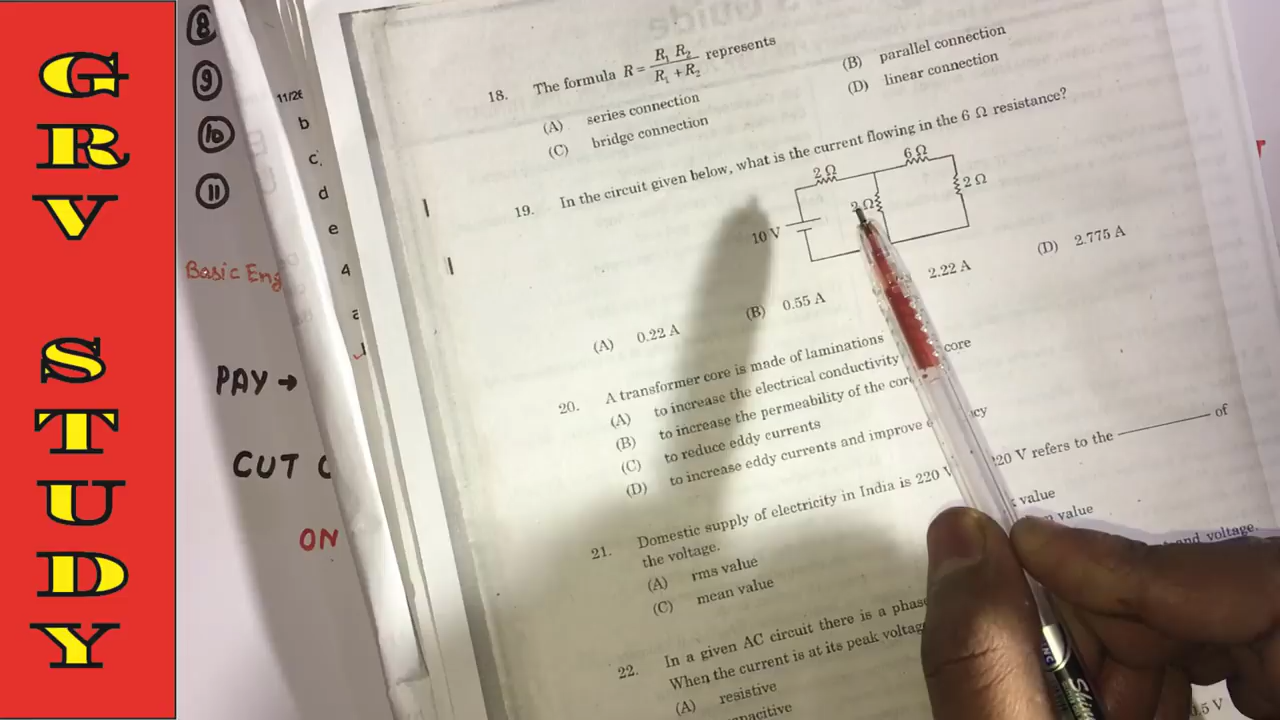 GRV STUDY
8
9
10
11
Basic Eng
PAY →
CUT
ON
11/26
b
c
d
e
4
a
18. The formula R = R₁ R₂ / R₁ + R₂ represents
(A) series connection
(B) parallel connection
(C) bridge connection
(D) linear connection
19. In the circuit given below, what is the current flowing in the 6 Ω resistance?
2 Ω
6 Ω
2 Ω
2 Ω
10 V
(A) 0.22 A
(B) 0.55 A
2.22 A
(D) 2.775 A
20. A transformer core is made of laminations
(A) to increase the electrical conductivity core
(B) to increase the permeability of the core
(C) to reduce eddy currents
(D) to increase eddy currents and improve
21. Domestic supply of electricity in India is 220 V 220 V refers to the ________ of
the voltage.
(A) rms value
value
(C) mean value
value
22. In a given AC circuit there is a phase and voltage.
When the current is at its peak voltage
(A) resistive